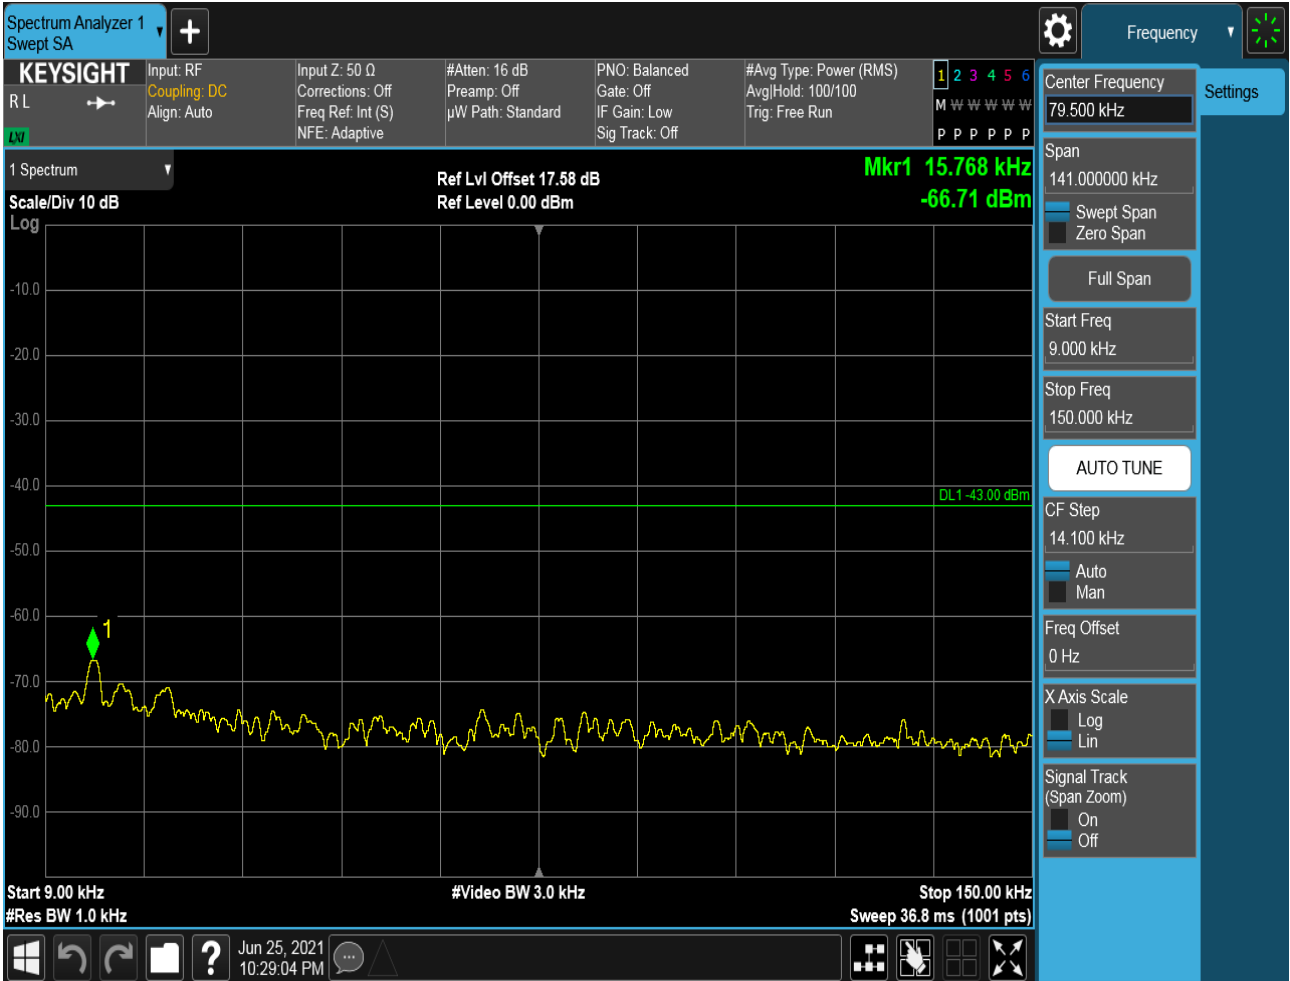 Spectrum Analyzer 1
Swept SA
Frequency
KEYSIGHT
R L
LXI
Input: RF
Coupling: DC
Align: Auto
Input Z: 50 Ω
Corrections: Off
Freq Ref: Int (S)
NFE: Adaptive
#Atten: 16 dB
Preamp: Off
µW Path: Standard
PNO: Balanced
Gate: Off
IF Gain: Low
Sig Track: Off
#Avg Type: Power (RMS)
Avg|Hold: 100/100
Trig: Free Run
1 2 3 4 5 6
M W W W W W
P P P P P P
1 Spectrum
Scale/Div 10 dB
Log
Ref Lvl Offset 17.58 dB
Ref Level 0.00 dBm
Mkr1 15.768 kHz
-66.71 dBm
-10.0
-20.0
-30.0
-40.0
DL1 -43.00 dBm
-50.0
-60.0
1
-70.0
-80.0
-90.0
Start 9.00 kHz
#Video BW 3.0 kHz
Stop 150.00 kHz
#Res BW 1.0 kHz
Sweep 36.8 ms (1001 pts)
Center Frequency
79.500 kHz
Settings
Span
141.000000 kHz
Swept Span
Zero Span
Full Span
Start Freq
9.000 kHz
Stop Freq
150.000 kHz
AUTO TUNE
CF Step
14.100 kHz
Auto
Man
Freq Offset
0 Hz
X Axis Scale
Log
Lin
Signal Track
(Span Zoom)
On
Off
?
Jun 25, 2021
10:29:04 PM